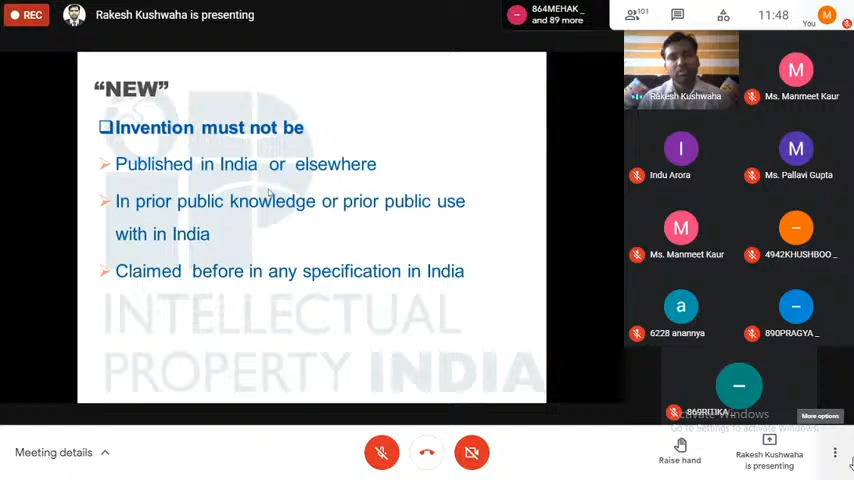 REC
Rakesh Kushwaha is presenting
864MEHAK _
and 89 more
101
11:48
You
M
“NEW”
Invention must not be
Published in India or elsewhere
In prior public knowledge or prior public use
with in India
Claimed before in any specification in India
INTELLECTUAL
PROPERTY INDIA
Rakesh Kushwaha
M
Ms. Manmeet Kaur
I
Indu Arora
M
Ms. Pallavi Gupta
M
Ms. Manmeet Kaur
4942KHUSHBOO _
a
6228 anannya
890PRAGYA _
869RITIKA _
Activate Windows
Go to Settings to activate Windows.
More options
Meeting details
Raise hand
Rakesh Kushwaha
is presenting